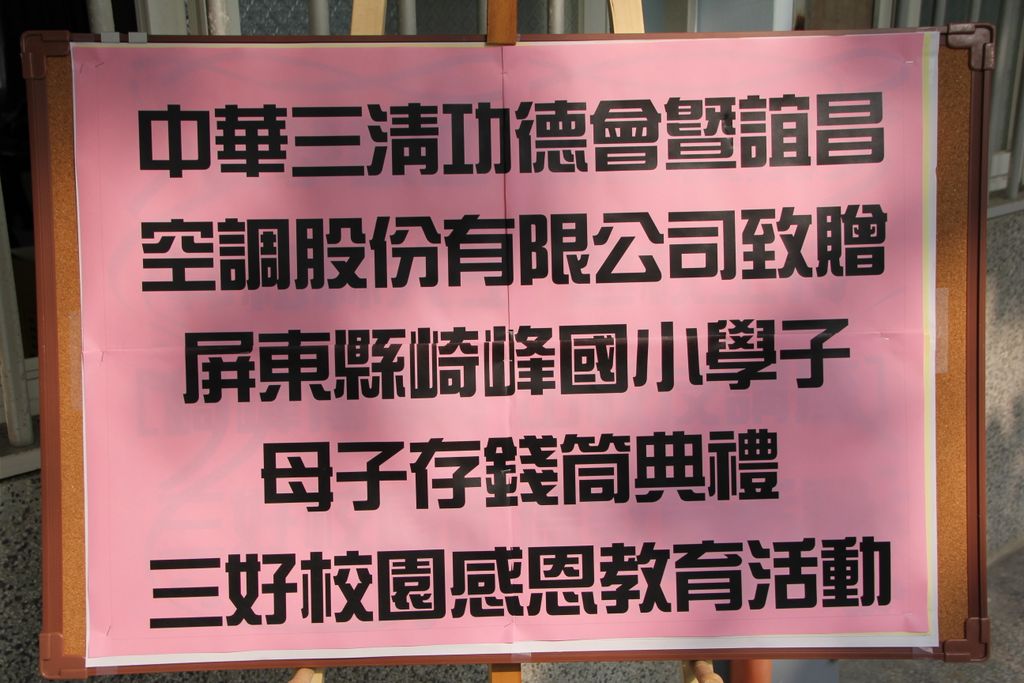 中華三清功德會暨誼昌
空調股份有限公司致贈
屏東縣崎峰國小學子
母子存錢筒典禮
三好校園感恩教育活動